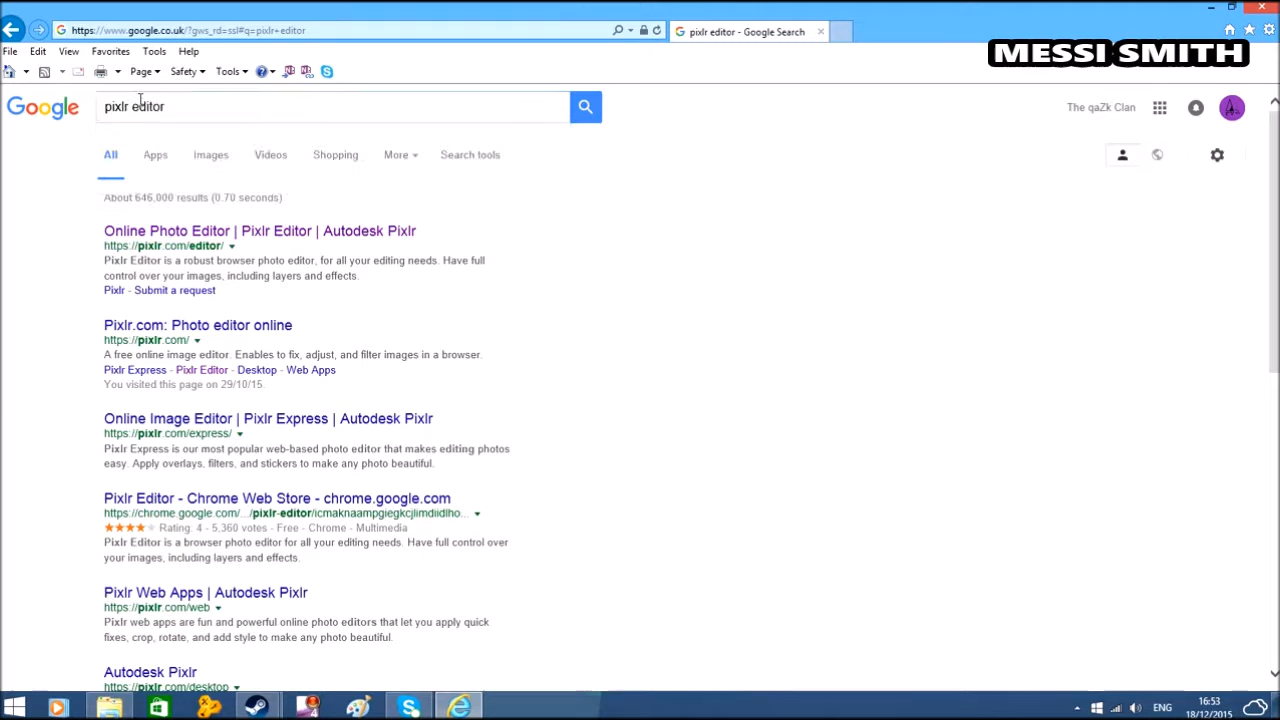 https://www.google.co.uk/?gws_rd=ssl#q=pixlr+editor
pixlr editor - Google Search
File Edit View Favorites Tools Help
MESSI SMITH
Page Safety Tools
Google
pixlr editor
The qaZk Clan
All Apps Images Videos Shopping More Search tools
About 646,000 results (0.70 seconds)
Online Photo Editor | Pixlr Editor | Autodesk Pixlr
https://pixlr.com/editor/
Pixlr Editor is a robust browser photo editor, for all your editing needs. Have full
control over your images, including layers and effects.
Pixlr - Submit a request
Pixlr.com: Photo editor online
https://pixlr.com/
A free online image editor. Enables to fix, adjust, and filter images in a browser.
Pixlr Express - Pixlr Editor - Desktop - Web Apps
You visited this page on 29/10/15.
Online Image Editor | Pixlr Express | Autodesk Pixlr
https://pixlr.com/express/
Pixlr Express is our most popular web-based photo editor that makes editing photos
easy. Apply overlays, filters, and stickers to make any photo beautiful.
Pixlr Editor - Chrome Web Store - chrome.google.com
https://chrome.google.com/.../pixlr-editor/icmaknaampgiegkcjlimdiidlho...
Rating: 4 - 5,360 votes - Free - Chrome - Multimedia
Pixlr Editor is a browser photo editor for all your editing needs. Have full control over
your images, including layers and effects.
Pixlr Web Apps | Autodesk Pixlr
https://pixlr.com/web
Pixlr web apps are fun and powerful online photo editors that let you apply quick
fixes, crop, rotate, and add style to make any photo beautiful.
Autodesk Pixlr
https://pixlr.com/desktop
ENG
16:53
18/12/2015